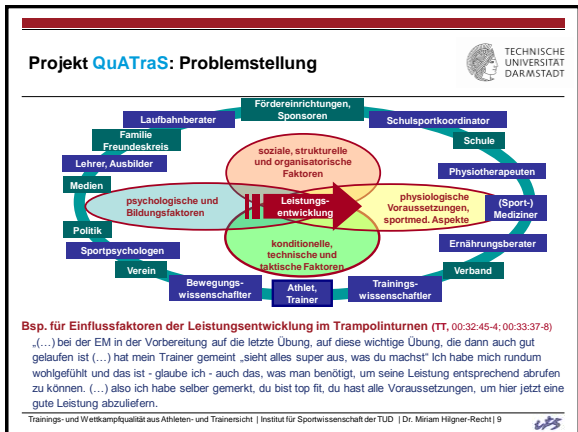 Projekt QuATraS: Problemstellung
TECHNISCHE
UNIVERSITÄT
DARMSTADT
Fördereinrichtungen,
Sponsoren
Laufbahnberater
Schulsportkoordinator
Familie
Freundeskreis
Schule
Lehrer, Ausbilder
Physiotherapeuten
Medien
(Sport-)
Mediziner
Politik
Ernährungsberater
Sportpsychologen
Verein
Verband
Bewegungs-
wissenschaftler
Athlet,
Trainer
Trainings-
wissenschaftler
soziale, strukturelle
und organisatorische
Faktoren
psychologische und
Bildungsfaktoren
Leistungs-
entwicklung
physiologische
Voraussetzungen,
sportmed. Aspekte
konditionelle,
technische und
taktische Faktoren
Bsp. für Einflussfaktoren der Leistungsentwicklung im Trampolinturnen (TT, 00:32:45-4; 00:33:37-8)
„(…) bei der EM in der Vorbereitung auf die letzte Übung, auf diese wichtige Übung, die dann auch gut
gelaufen ist (…) hat mein Trainer gemeint „sieht alles super aus, was du machst“ Ich habe mich rundum
wohlgefühlt und das ist - glaube ich - auch das, was man benötigt, um seine Leistung entsprechend abrufen
zu können. (…) also ich habe selber gemerkt, du bist top fit, du hast alle Voraussetzungen, um hier jetzt eine
gute Leistung abzuliefern.
Trainings- und Wettkampfqualität aus Athleten- und Trainersicht | Institut für Sportwissenschaft der TUD | Dr. Miriam Hilgner-Recht | 9